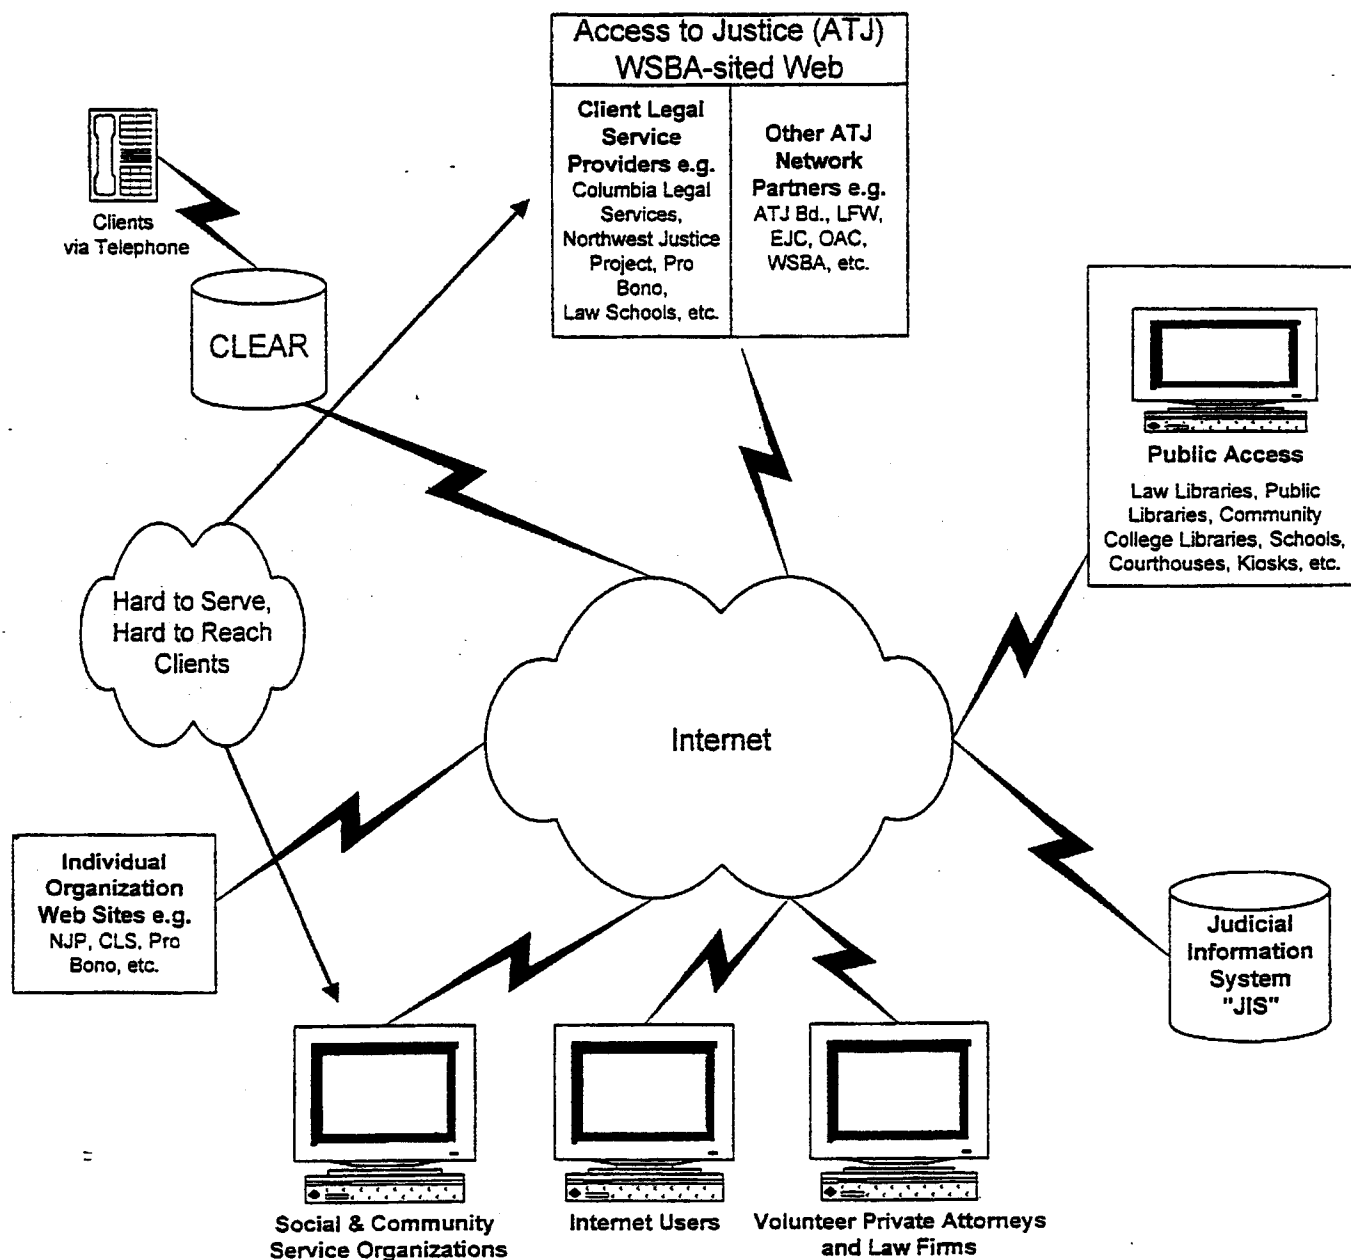 Access to Justice (ATJ)
WSBA-sited Web
Client Legal
Service
Providers e.g.
Columbia Legal
Services,
Northwest Justice
Project, Pro
Bono,
Law Schools, etc.
Other ATJ
Network
Partners e.g.
ATJ Bd., LFW,
EJC, OAC,
WSBA, etc.
Clients
via Telephone
CLEAR
Public Access
Law Libraries, Public
Libraries, Community
College Libraries, Schools,
Courthouses, Kiosks, etc.
Hard to Serve,
Hard to Reach
Clients
Internet
Individual
Organization
Web Sites e.g.
NJP, CLS, Pro
Bono, etc.
Judicial
Information
System
"JIS"
Social & Community
Service Organizations
Internet Users
Volunteer Private Attorneys
and Law Firms